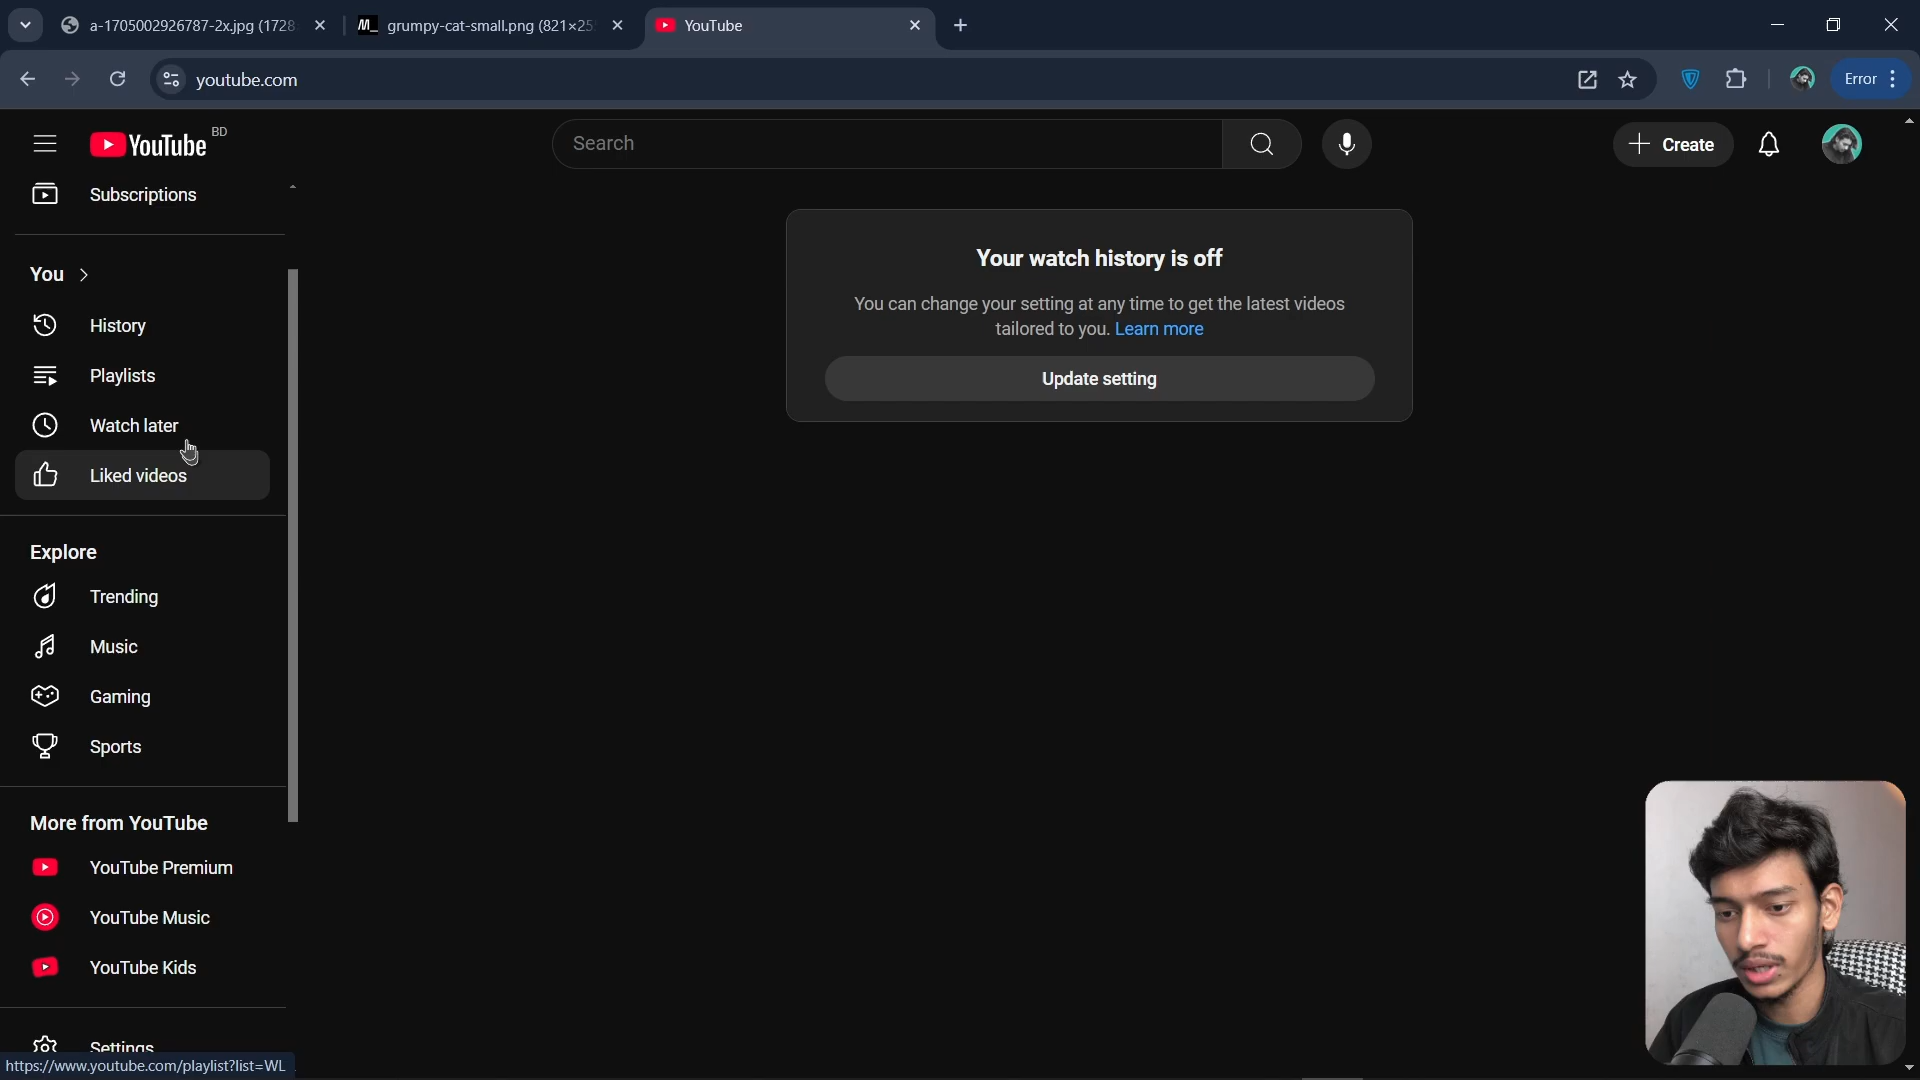 a-1705002926787-2x.jpg (1728
grumpy-cat-small.png (821×25
YouTube
youtube.com
Error
YouTube BD
Search
Create
Subscriptions
You
History
Playlists
Watch later
Liked videos
Explore
Trending
Music
Gaming
Sports
More from YouTube
YouTube Premium
YouTube Music
YouTube Kids
Settings
https://www.youtube.com/playlist?list=WL
Your watch history is off
You can change your setting at any time to get the latest videos
tailored to you. Learn more
Update setting